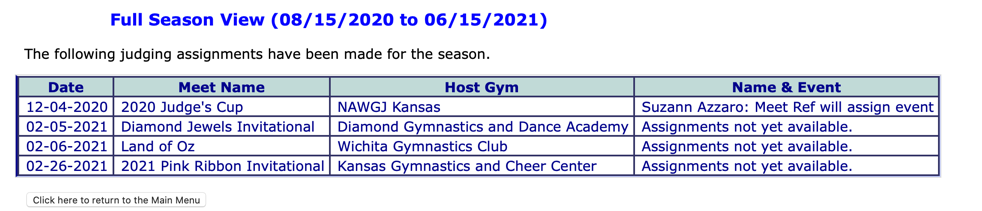 Full Season View (08/15/2020 to 06/15/2021)
The following judging assignments have been made for the season.
Date Meet Name Host Gym Name & Event
12-04-2020 2020 Judge's Cup NAWGJ Kansas Suzann Azzaro: Meet Ref will assign event
02-05-2021 Diamond Jewels Invitational Diamond Gymnastics and Dance Academy Assignments not yet available.
02-06-2021 Land of Oz Wichita Gymnastics Club Assignments not yet available.
02-26-2021 2021 Pink Ribbon Invitational Kansas Gymnastics and Cheer Center Assignments not yet available.
Click here to return to the Main Menu